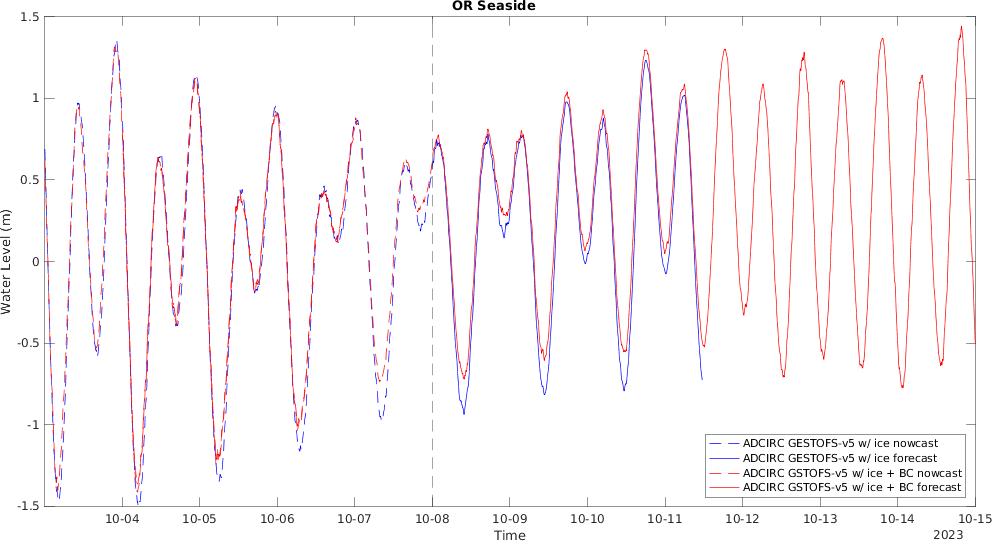 OR Seaside
1.5
1
0.5
0
-0.5
-1
-1.5
Water Level (m)
10-04
10-05
10-06
10-07
10-08
10-09
10-10
10-11
10-12
10-13
10-14
10-15
Time
2023
ADCIRC GESTOFS-v5 w/ ice nowcast
ADCIRC GESTOFS-v5 w/ ice forecast
ADCIRC GSTOFS-v5 w/ ice + BC nowcast
ADCIRC GSTOFS-v5 w/ ice + BC forecast